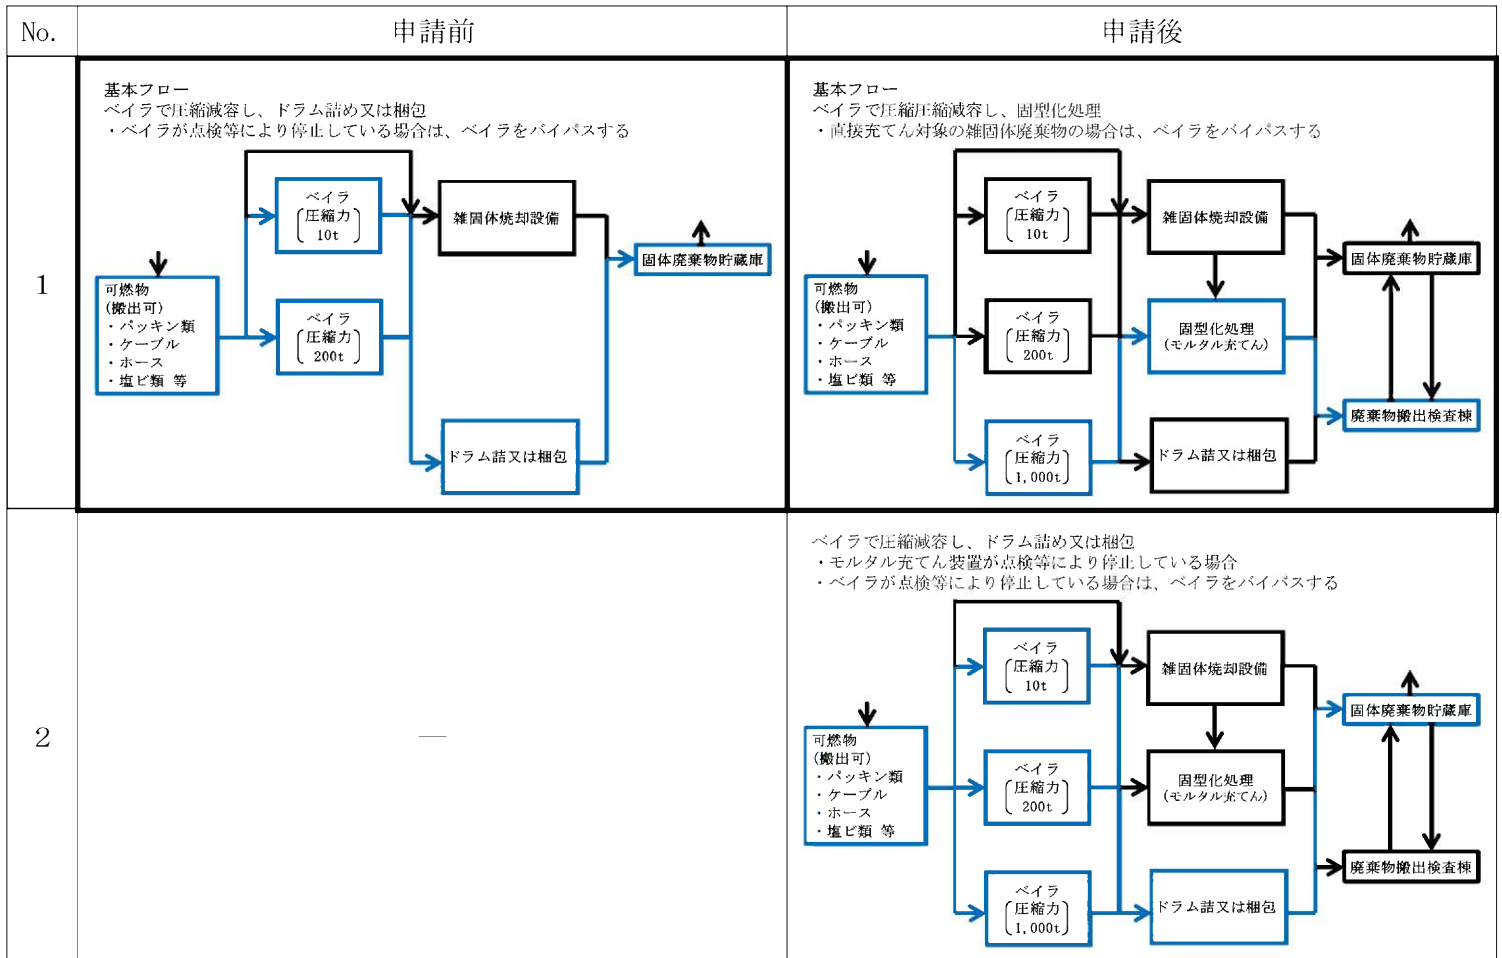 No.
申請前
申請後
1
基本フロー
ベイラで圧縮減容し、ドラム詰め又は梱包
・ベイラが点検等により停止している場合は、ベイラをバイパスする
ベイラ
圧縮力
10t
雑固体焼却設備
固体廃棄物貯蔵庫
可燃物
(搬出可)
・パッキン類
・ケーブル
・ホース
・塩ビ類 等
ベイラ
圧縮力
200t
ドラム詰又は梱包
基本フロー
ベイラで圧縮圧縮減容し、固型化処理
・直接充てん対象の雑固体廃棄物の場合は、ベイラをバイパスする
ベイラ
圧縮力
10t
雑固体焼却設備
固体廃棄物貯蔵庫
可燃物
(搬出可)
・パッキン類
・ケーブル
・ホース
・塩ビ類 等
ベイラ
圧縮力
200t
固型化処理
(モルタル充てん)
廃棄物搬出検査棟
ベイラ
圧縮力
1,000t
ドラム詰又は梱包
2
—
ベイラで圧縮減容し、ドラム詰め又は梱包
・モルタル充てん装置が点検等により停止している場合
・ベイラが点検等により停止している場合は、ベイラをバイパスする
ベイラ
圧縮力
10t
雑固体焼却設備
固体廃棄物貯蔵庫
可燃物
(搬出可)
・パッキン類
・ケーブル
・ホース
・塩ビ類 等
ベイラ
圧縮力
200t
固型化処理
(モルタル充てん)
廃棄物搬出検査棟
ベイラ
圧縮力
1,000t
ドラム詰又は梱包